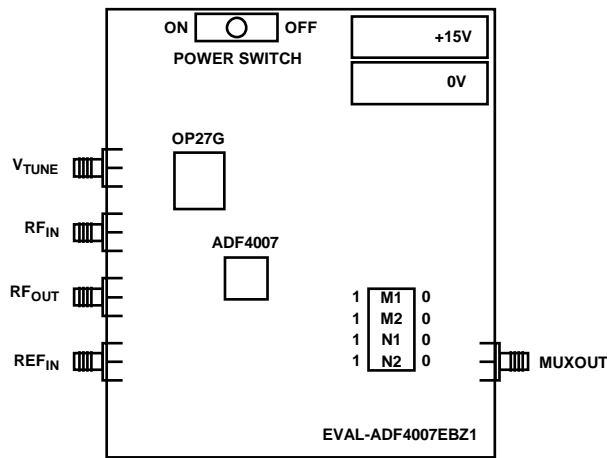 ON OFF
POWER SWITCH
+15V
0V
OP27G
VTUNE
RFIN
ADF4007
RFOUT
REFIN
1 M1 0
1 M2 0
1 N1 0
1 N2 0
MUXOUT
EVAL-ADF4007EBZ1